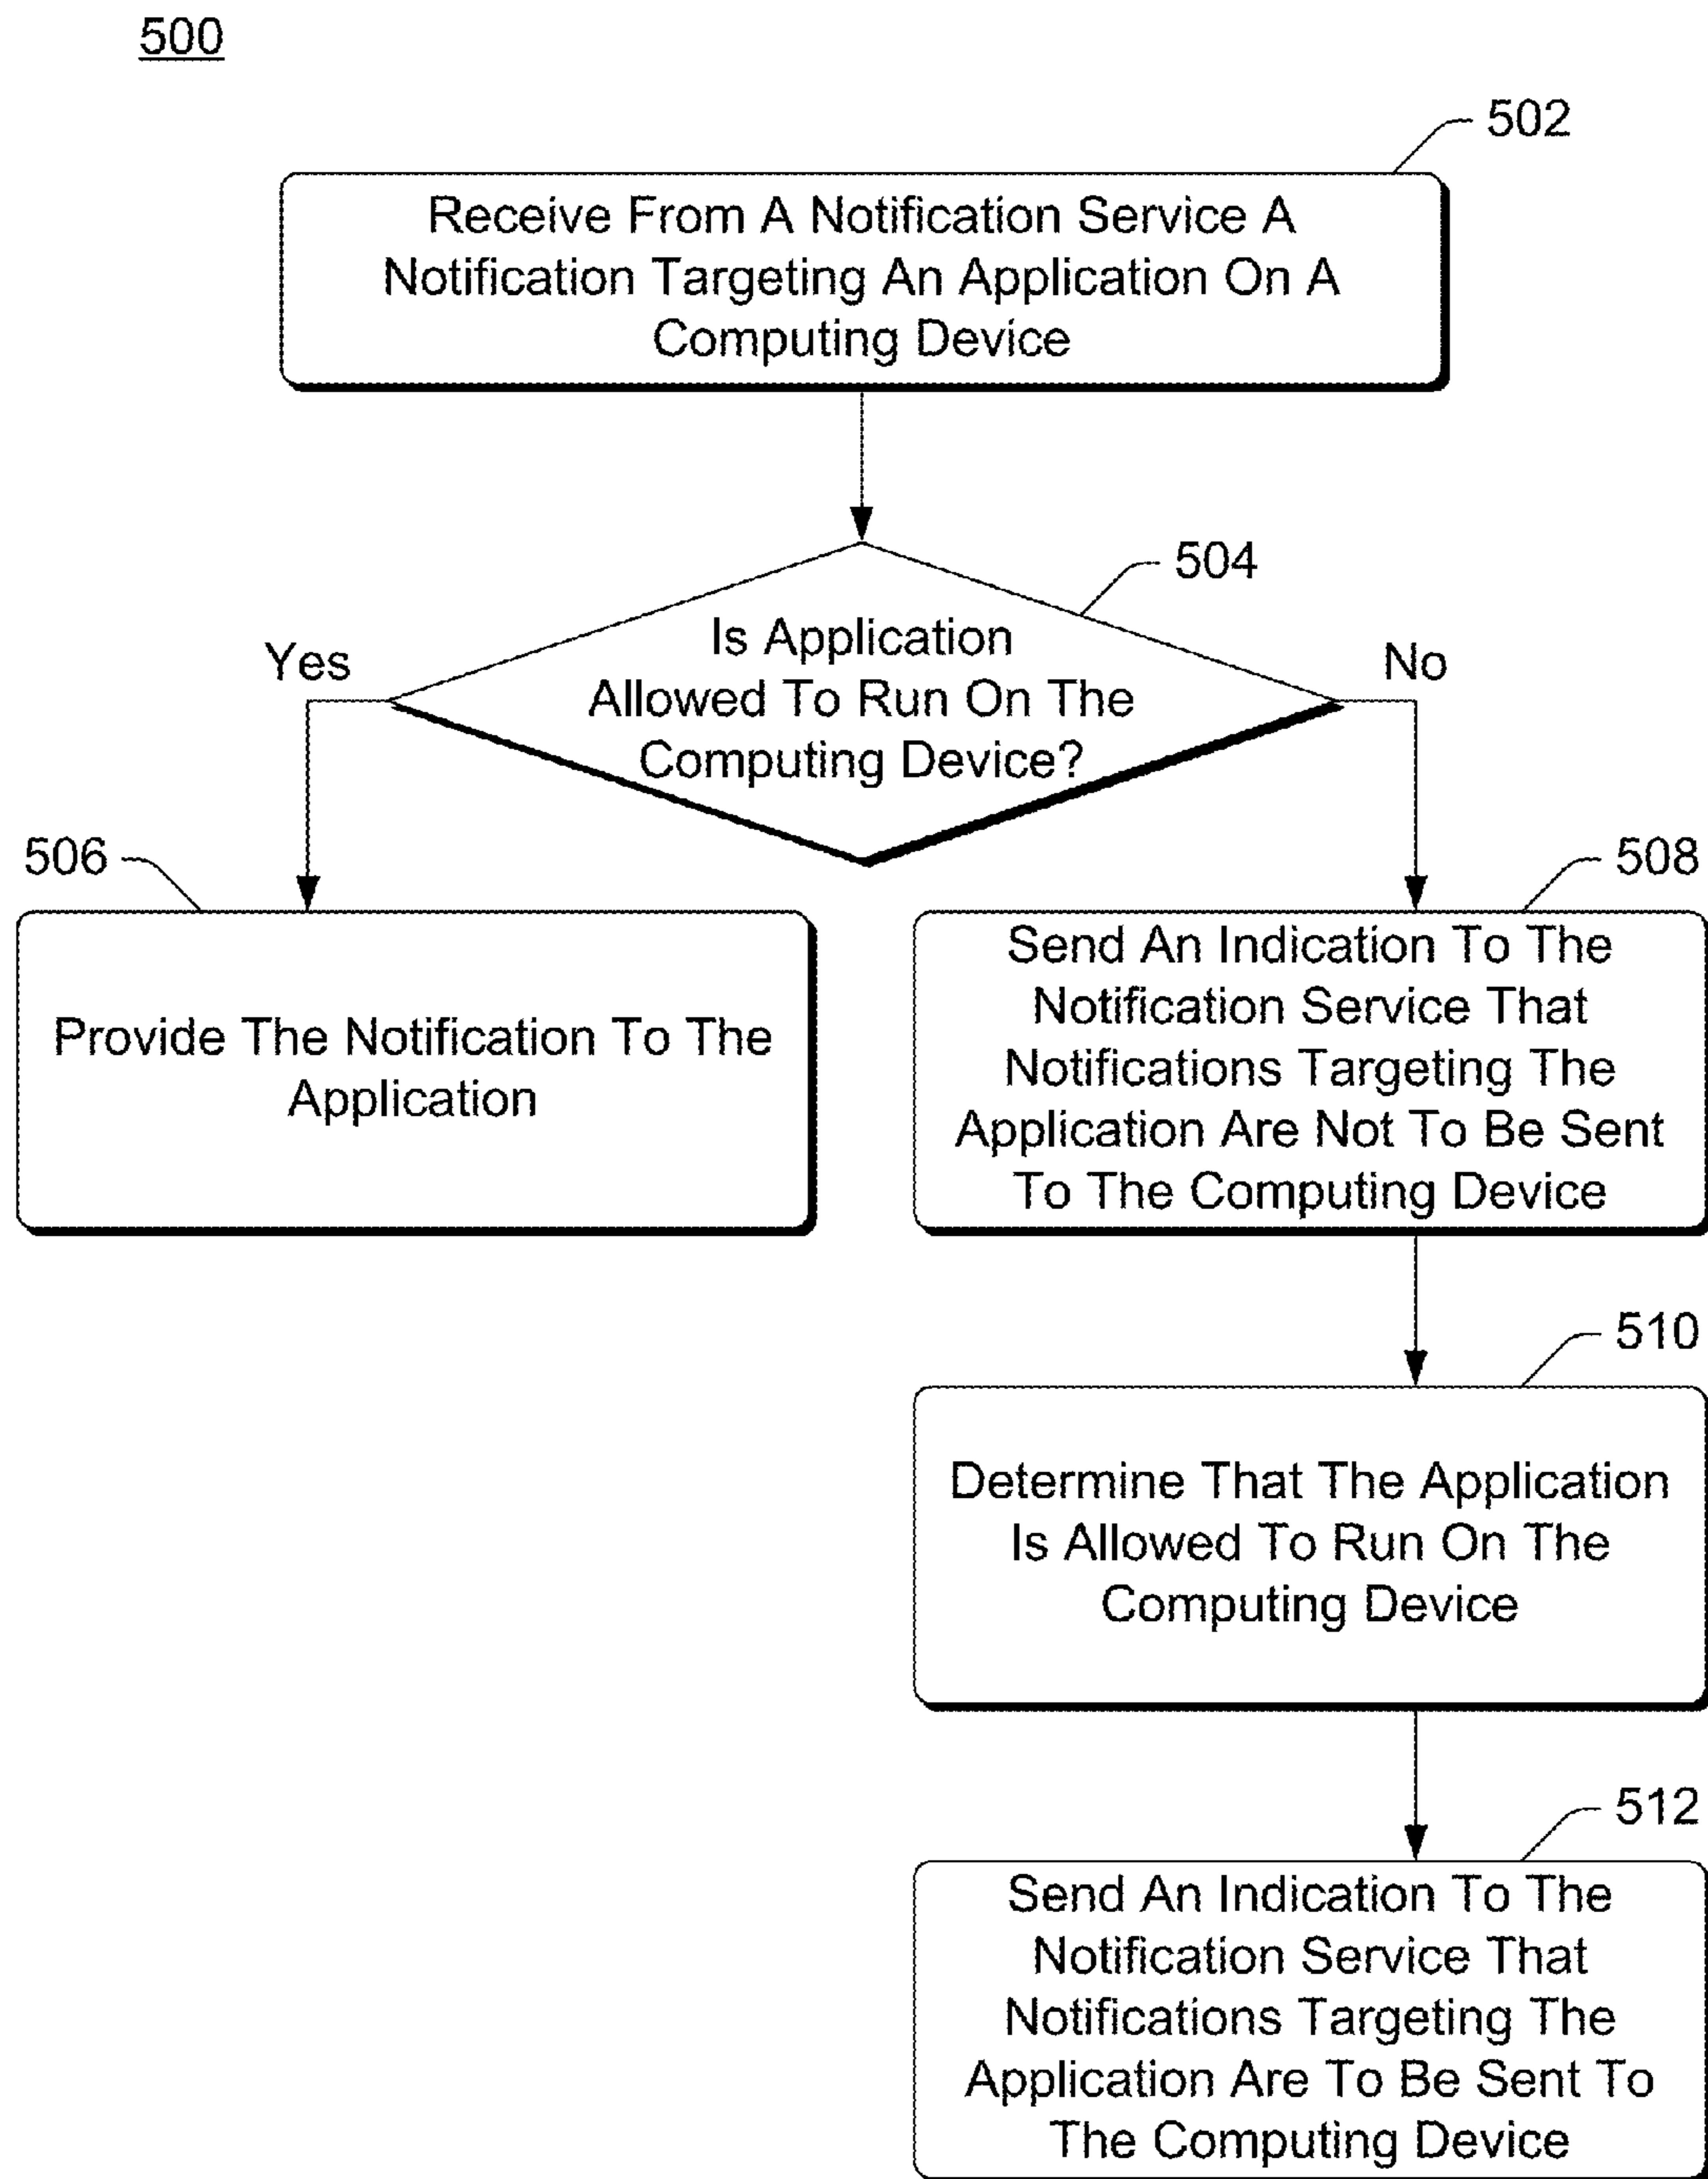 500
502
Receive From A Notification Service A
Notification Targeting An Application On A
Computing Device
504
Is Application
Allowed To Run On The
Computing Device?
Yes
No
506
Provide The Notification To The
Application
508
Send An Indication To The
Notification Service That
Notifications Targeting The
Application Are Not To Be Sent
To The Computing Device
510
Determine That The Application
Is Allowed To Run On The
Computing Device
512
Send An Indication To The
Notification Service That
Notifications Targeting The
Application Are To Be Sent To
The Computing Device